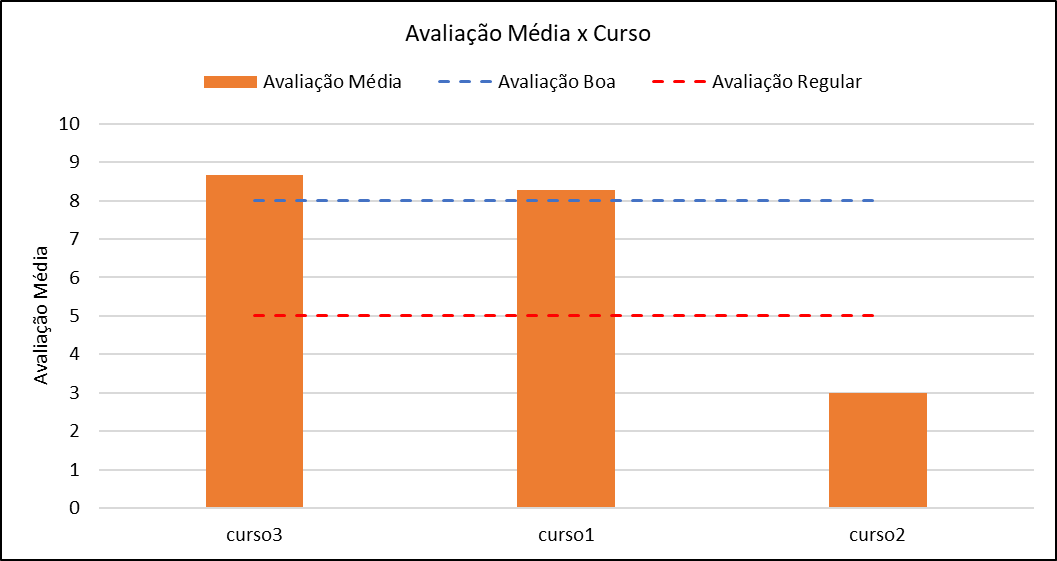 Avaliação Média x Curso
Avaliação Média
Avaliação Boa
Avaliação Regular
Avaliação Média
10
9
8
7
6
5
4
3
2
1
0
curso3
curso1
curso2